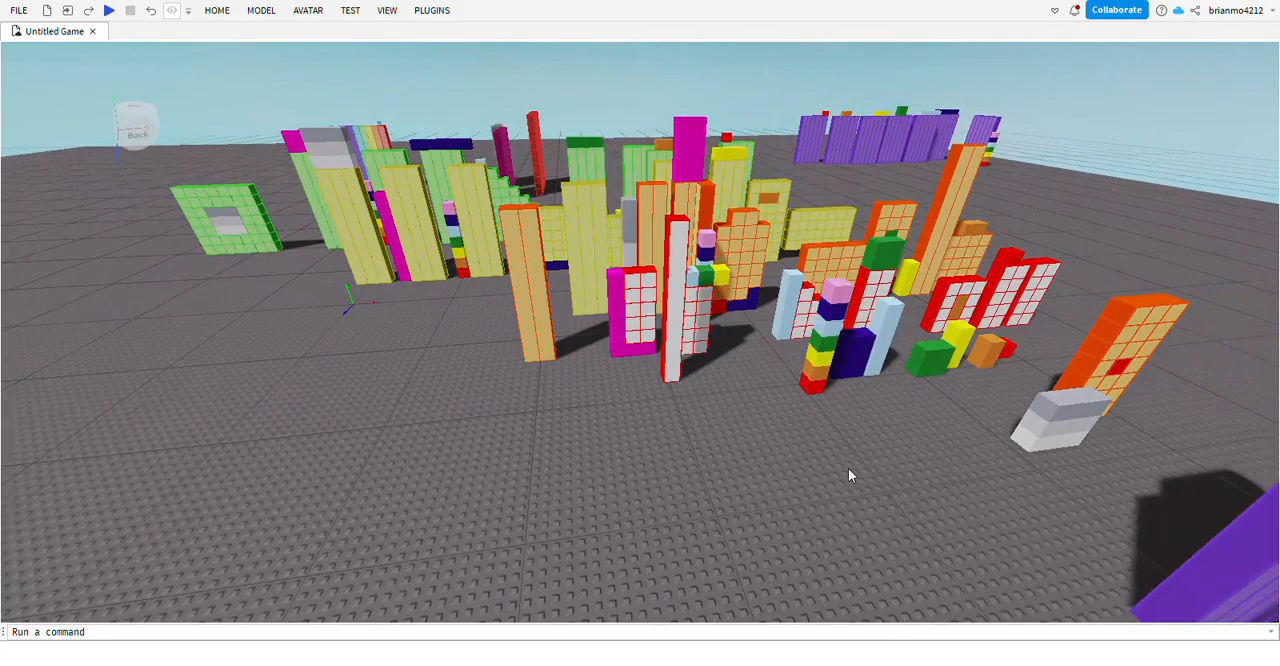 FILE HOME MODEL AVATAR TEST VIEW PLUGINS Collaborate brianmo4212
Untitled Game
Back
Run a command